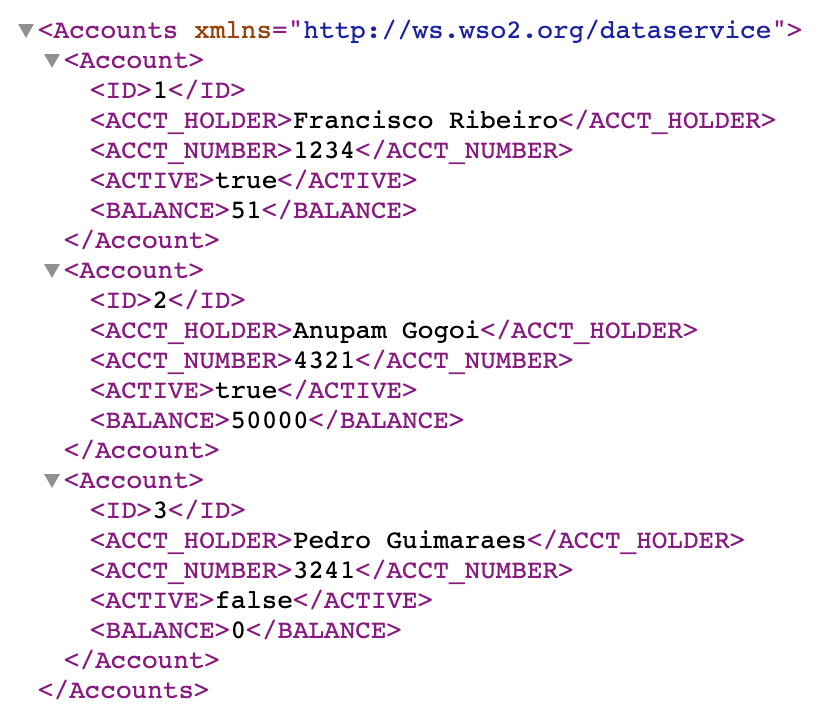 <Accounts xmlns="http://ws.wso2.org/dataservice">
<Account>
<ID>1</ID>
<ACCT_HOLDER>Francisco Ribeiro</ACCT_HOLDER>
<ACCT_NUMBER>1234</ACCT_NUMBER>
<ACTIVE>true</ACTIVE>
<BALANCE>51</BALANCE>
</Account>
<Account>
<ID>2</ID>
<ACCT_HOLDER>Anupam Gogoi</ACCT_HOLDER>
<ACCT_NUMBER>4321</ACCT_NUMBER>
<ACTIVE>true</ACTIVE>
<BALANCE>50000</BALANCE>
</Account>
<Account>
<ID>3</ID>
<ACCT_HOLDER>Pedro Guimaraes</ACCT_HOLDER>
<ACCT_NUMBER>3241</ACCT_NUMBER>
<ACTIVE>false</ACTIVE>
<BALANCE>0</BALANCE>
</Account>
</Accounts>